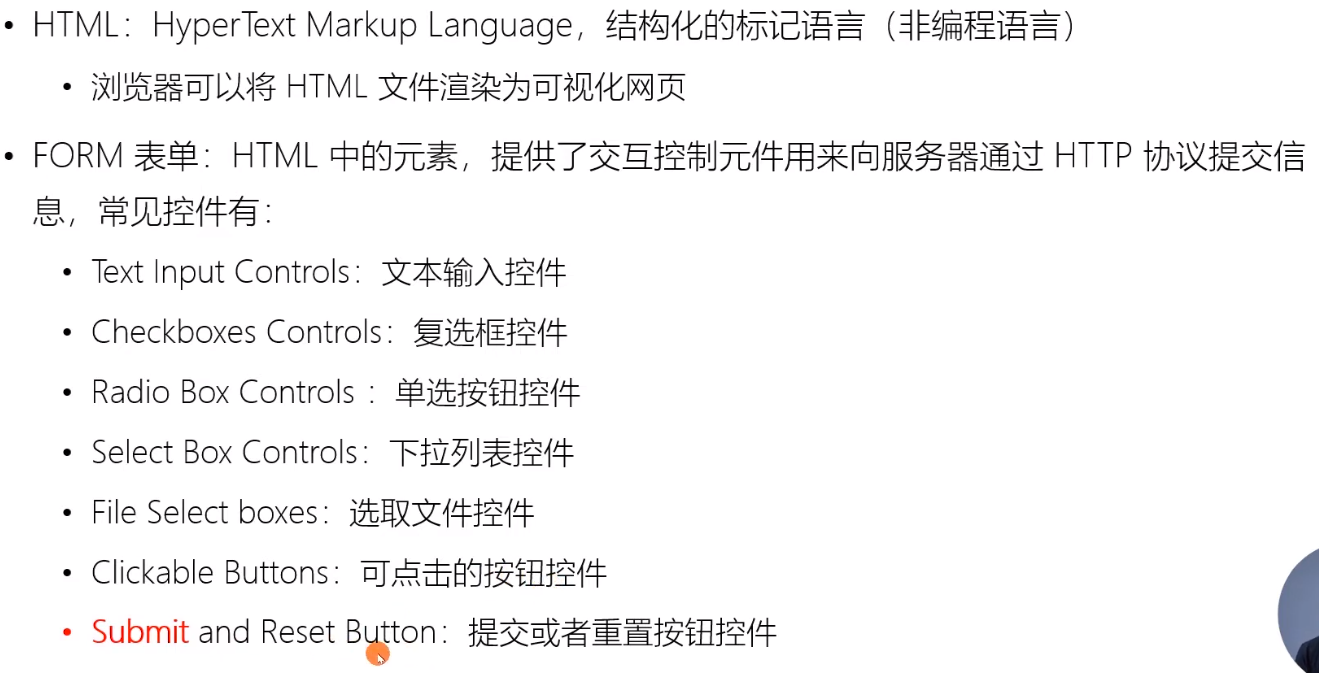 • HTML：HyperText Markup Language，结构化的标记语言（非编程语言）
• 浏览器可以将 HTML 文件渲染为可视化网页
• FORM 表单：HTML 中的元素，提供了交互控制元件用来向服务器通过 HTTP 协议提交信
息，常见控件有：
• Text Input Controls：文本输入控件
• Checkboxes Controls：复选框控件
• Radio Box Controls ：单选按钮控件
• Select Box Controls：下拉列表控件
• File Select boxes：选取文件控件
• Clickable Buttons：可点击的按钮控件
• Submit and Reset Button：提交或者重置按钮控件